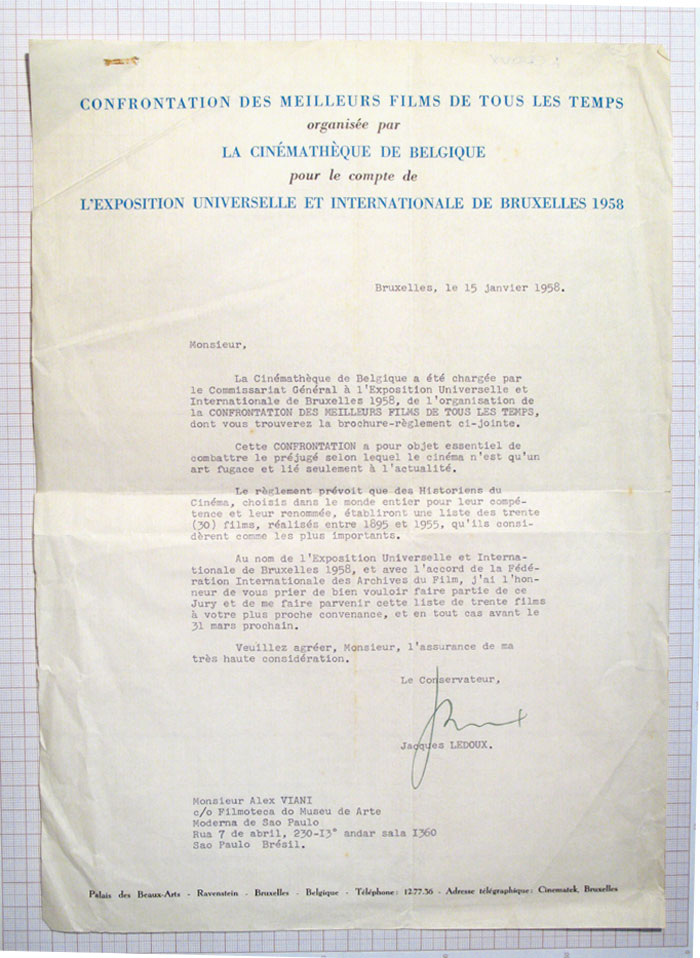 CONFRONTATION DES MEILLEURS FILMS DE TOUS LES TEMPS
organisée par
LA CINÉMATHÈQUE DE BELGIQUE
pour le compte de
L'EXPOSITION UNIVERSELLE ET INTERNATIONALE DE BRUXELLES 1958
Bruxelles, le 15 janvier 1958.
Monsieur,
La Cinémathèque de Belgique a été chargée par
le Commissariat Général à l'Exposition Universelle et
Internationale de Bruxelles 1958, de l'organisation de
la CONFRONTATION DES MEILLEURS FILMS DE TOUS LES TEMPS,
dont vous trouverez la brochure-règlement ci-jointe.
Cette CONFRONTATION a pour objet essentiel de
combattre le préjugé selon lequel le cinéma n'est qu'un
art fugace et lié seulement à l'actualité.
Le règlement prévoit que des Historiens du
Cinéma, choisis dans le monde entier pour leur compé-
tence et leur renommée, établiront une liste des trente
(30) films, réalisés entre 1895 et 1955, qu'ils consi-
dèrent comme les plus importants.
Au nom de l'Exposition Universelle et Interna-
tionale de Bruxelles 1958, et avec l'accord de la Fédé-
ration Internationale des Archives du Film, j'ai l'hon-
neur de vous prier de bien vouloir faire partie de ce
Jury et de me faire parvenir cette liste de trente films
à votre plus proche convenance, et en tout cas avant le
31 mars prochain.
Veuillez agréer, Monsieur, l'assurance de ma
très haute considération.
Le Conservateur,
Jacques LEDOUX.
Monsieur Alex VIANI
c/o Filmoteca do Museu de Arte
Moderna de Sao Paulo
Rua 7 de abril, 230-I3° andar sala I360
Sao Paulo Brésil.
Palais des Beaux-Arts - Ravenstein - Bruxelles - Belgique - Téléphone: 12.77.36 - Adresse télégraphique: Cinematek, Bruxelles